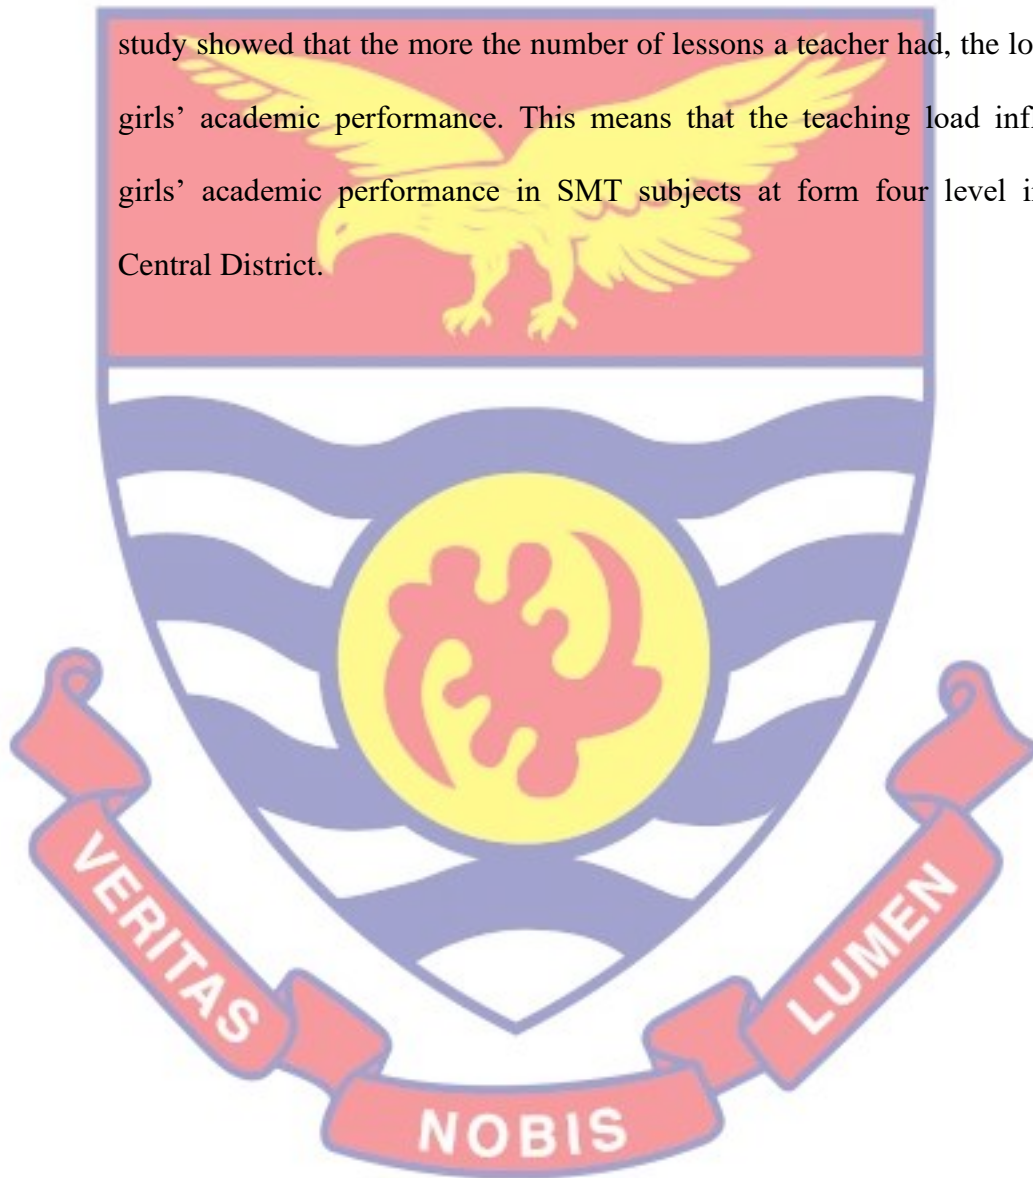 study showed that the more the number of lessons a teacher had, the lo
girls’ academic performance. This means that the teaching load inf
girls’ academic performance in SMT subjects at form four level i
Central District.
VERITAS
NOBIS
LUMEN